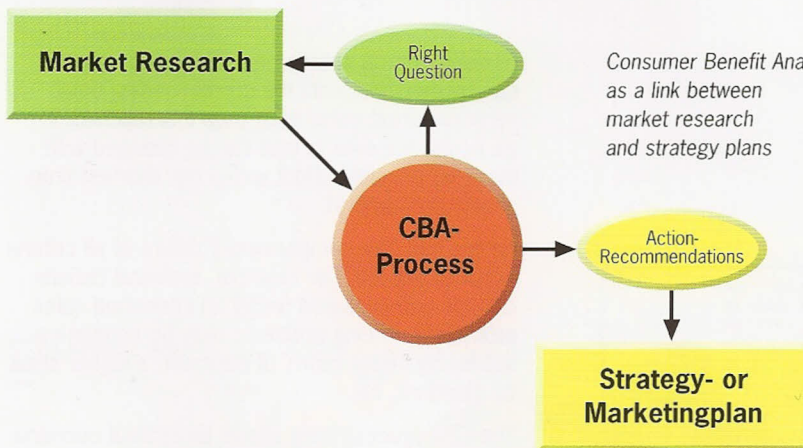 Market Research
Right
Question
Consumer Benefit Ana
as a link between
market research
and strategy plans
CBA-
Process
Action-
Recommendations
Strategy- or
Marketingplan